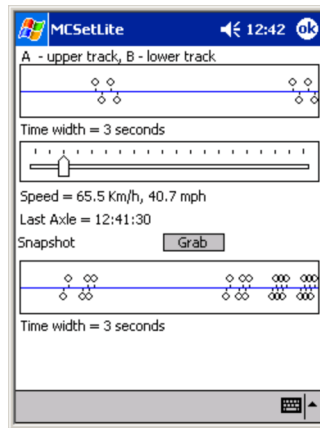 MCSetLite 12:42 ok
A - upper track, B - lower track
Time width = 3 seconds
Speed = 65.5 Km/h, 40.7 mph
Last Axle = 12:41:30
Snapshot Grab
Time width = 3 seconds